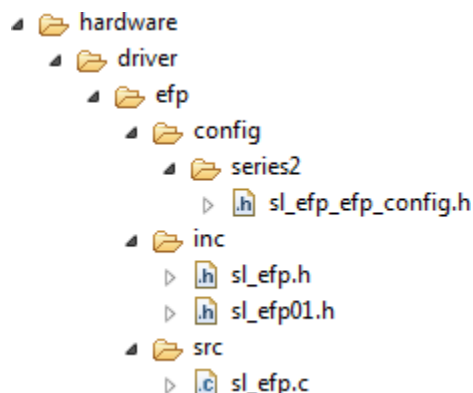 hardware
driver
efp
config
series2
.h sl_efp_efp_config.h
inc
.h sl_efp.h
.h sl_efp01.h
src
.c sl_efp.c